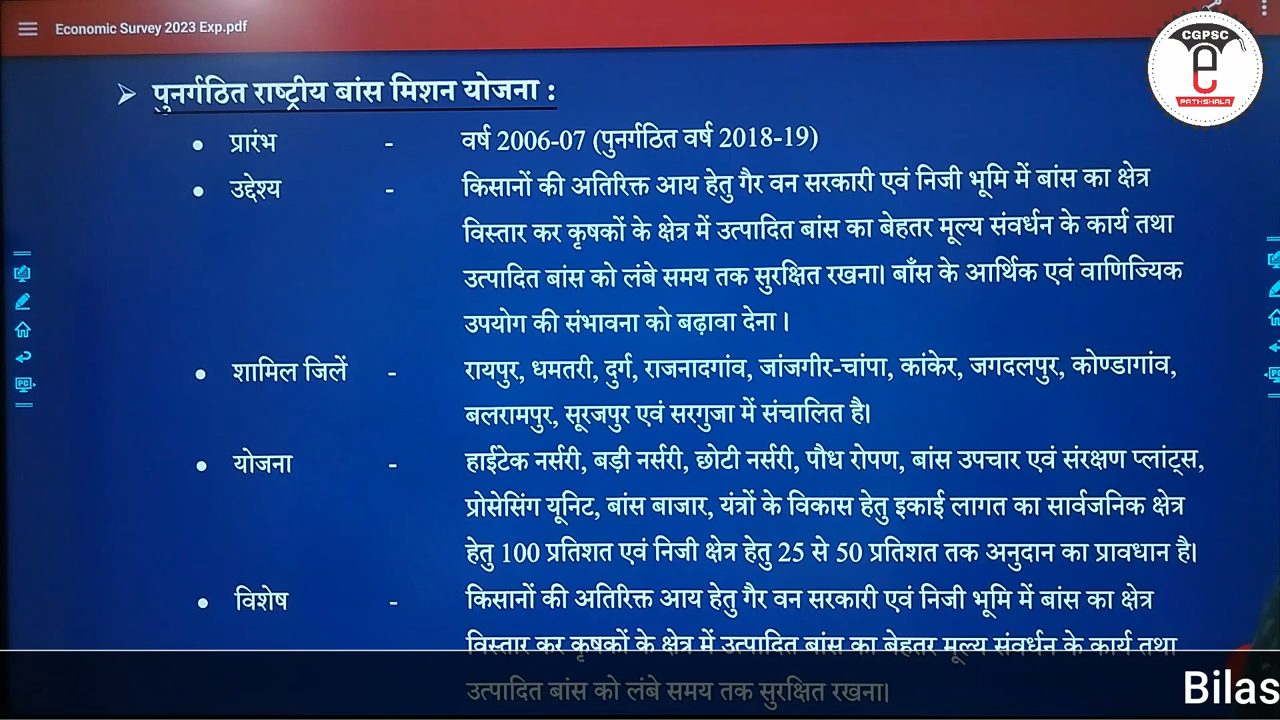 Economic Survey 2023 Exp.pdf
CGPSC
e
PATHSHALA
➢ पुनर्गठित राष्ट्रीय बांस मिशन योजना :
• प्रारंभ - वर्ष 2006-07 (पुनर्गठित वर्ष 2018-19)
• उद्देश्य - किसानों की अतिरिक्त आय हेतु गैर वन सरकारी एवं निजी भूमि में बांस का क्षेत्र
विस्तार कर कृषकों के क्षेत्र में उत्पादित बांस का बेहतर मूल्य संवर्धन के कार्य तथा
उत्पादित बांस को लंबे समय तक सुरक्षित रखना। बाँस के आर्थिक एवं वाणिज्यिक
उपयोग की संभावना को बढ़ावा देना ।
• शामिल जिलें - रायपुर, धमतरी, दुर्ग, राजनादगांव, जांजगीर-चांपा, कांकेर, जगदलपुर, कोण्डागांव,
बलरामपुर, सूरजपुर एवं सरगुजा में संचालित है।
• योजना - हाईटेक नर्सरी, बड़ी नर्सरी, छोटी नर्सरी, पौध रोपण, बांस उपचार एवं संरक्षण प्लांट्स,
प्रोसेसिंग यूनिट, बांस बाजार, यंत्रों के विकास हेतु इकाई लागत का सार्वजनिक क्षेत्र
हेतु 100 प्रतिशत एवं निजी क्षेत्र हेतु 25 से 50 प्रतिशत तक अनुदान का प्रावधान है।
• विशेष - किसानों की अतिरिक्त आय हेतु गैर वन सरकारी एवं निजी भूमि में बांस का क्षेत्र
विस्तार कर कृषकों के क्षेत्र में उत्पादित बांस का बेहतर मूल्य संवर्धन के कार्य तथा
उत्पादित बांस को लंबे समय तक सुरक्षित रखना।
Bilas